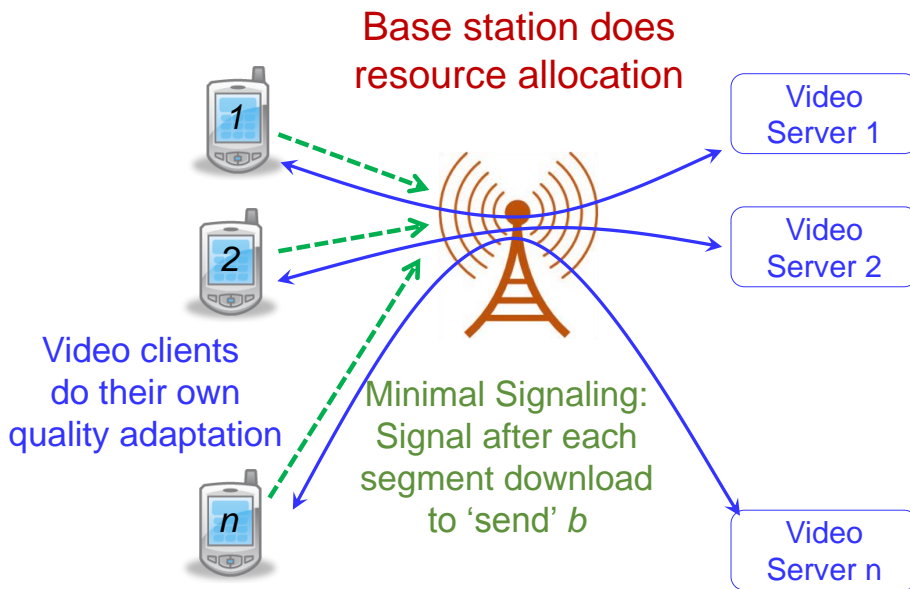 Base station does
resource allocation
1
Video
Server 1
2
Video
Server 2
Video clients
do their own
quality adaptation
Minimal Signaling:
Signal after each
segment download
to ‘send’ b
n
Video
Server n